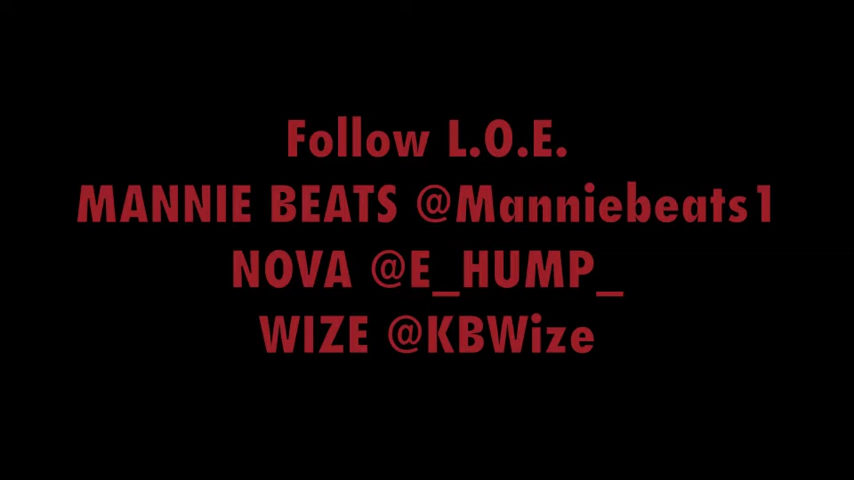 Follow L.O.E.
MANNIE BEATS @Manniebeats1
NOVA @E_HUMP_
WIZE @KBWize